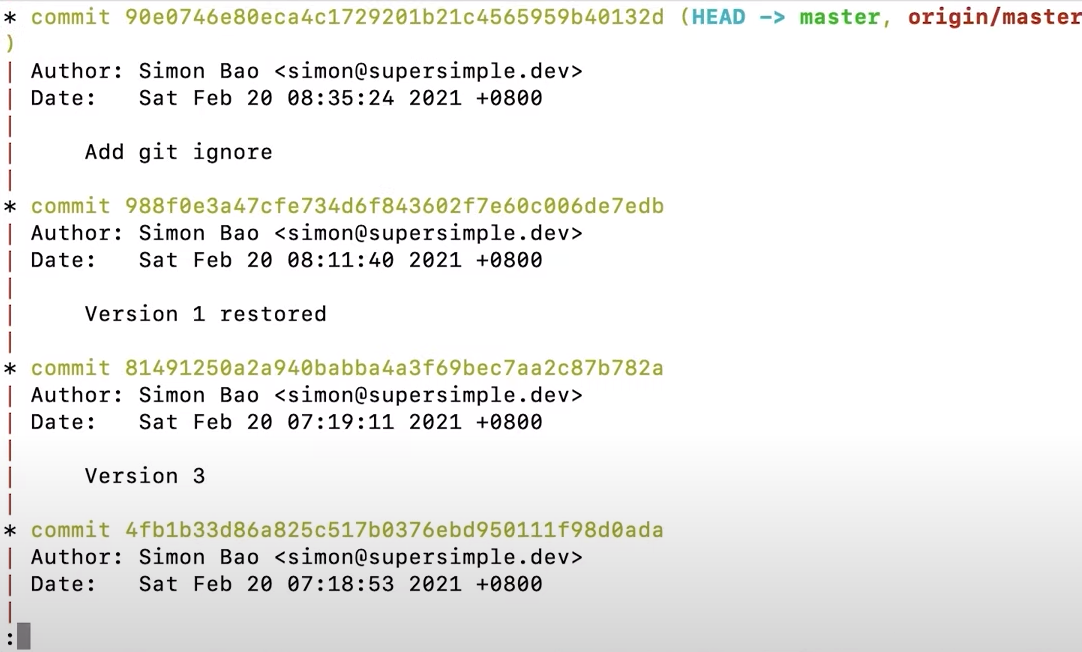 * commit 90e0746e80eca4c1729201b21c4565959b40132d (HEAD -> master, origin/master
)
| Author: Simon Bao <simon@supersimple.dev>
| Date:   Sat Feb 20 08:35:24 2021 +0800
|
|     Add git ignore
|
* commit 988f0e3a47cfe734d6f843602f7e60c006de7edb
| Author: Simon Bao <simon@supersimple.dev>
| Date:   Sat Feb 20 08:11:40 2021 +0800
|
|     Version 1 restored
|
* commit 81491250a2a940babba4a3f69bec7aa2c87b782a
| Author: Simon Bao <simon@supersimple.dev>
| Date:   Sat Feb 20 07:19:11 2021 +0800
|
|     Version 3
|
* commit 4fb1b33d86a825c517b0376ebd950111f98d0ada
| Author: Simon Bao <simon@supersimple.dev>
| Date:   Sat Feb 20 07:18:53 2021 +0800
|
: